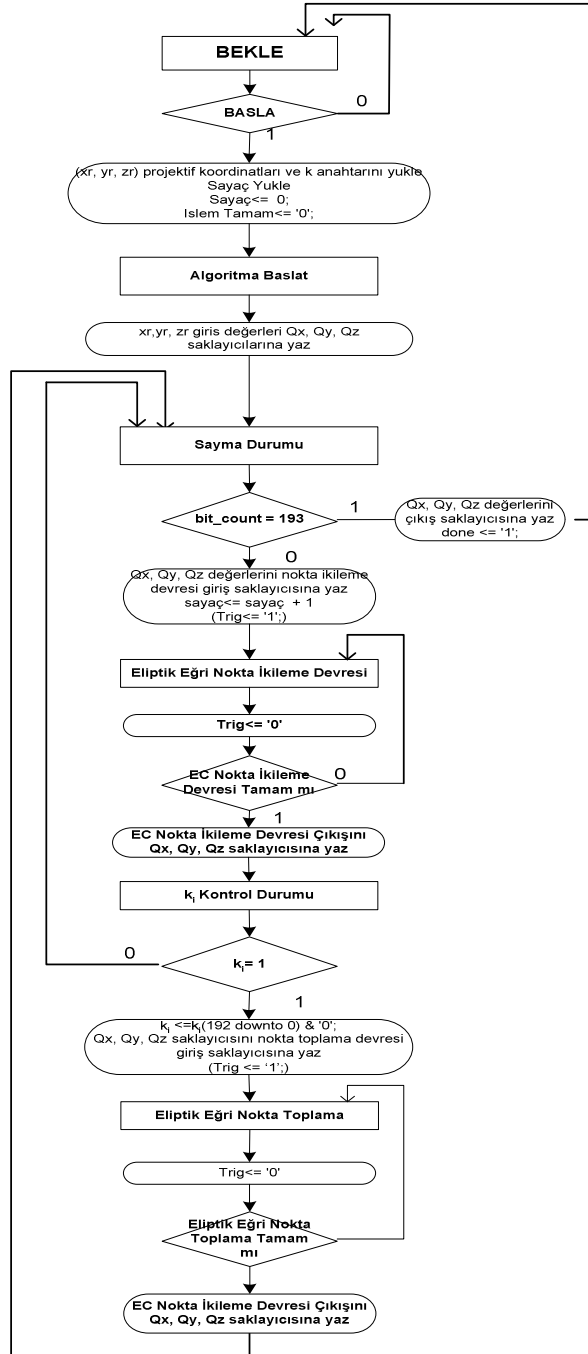 BEKLE
BASLA
0
1
(xr, yr, zr) projektif koordinatları ve k anahtarını yukle
Sayaç Yukle
Sayaç<= 0;
Islem Tamam<= '0';
Algoritma Baslat
xr,yr, zr giris değerleri Qx, Qy, Qz
saklayıcılarına yaz
Sayma Durumu
bit_count = 193
1
Qx, Qy, Qz değerlerini
çıkış saklayıcısına yaz
done <= '1';
0
Qx, Qy, Qz değerlerini nokta ikileme
devresi giriş saklayıcısına yaz
sayaç<= sayaç + 1
(Trig<= '1';)
Eliptik Eğri Nokta İkileme Devresi
Trig<= '0'
EC Nokta İkileme
Devresi Tamam mı
0
1
EC Nokta İkileme Devresi Çıkışını
Qx, Qy, Qz saklayıcısına yaz
ki Kontrol Durumu
0
ki= 1
1
ki <=ki(192 downto 0) & '0';
Qx, Qy, Qz saklayıcısını nokta toplama devresi
giriş saklayıcısına yaz
(Trig <= ‘1’;)
Eliptik Eğri Nokta Toplama
Trig<= '0'
Eliptik Eğri Nokta
Toplama Tamam
mı
EC Nokta İkileme Devresi Çıkışını
Qx, Qy, Qz saklayıcısına yaz